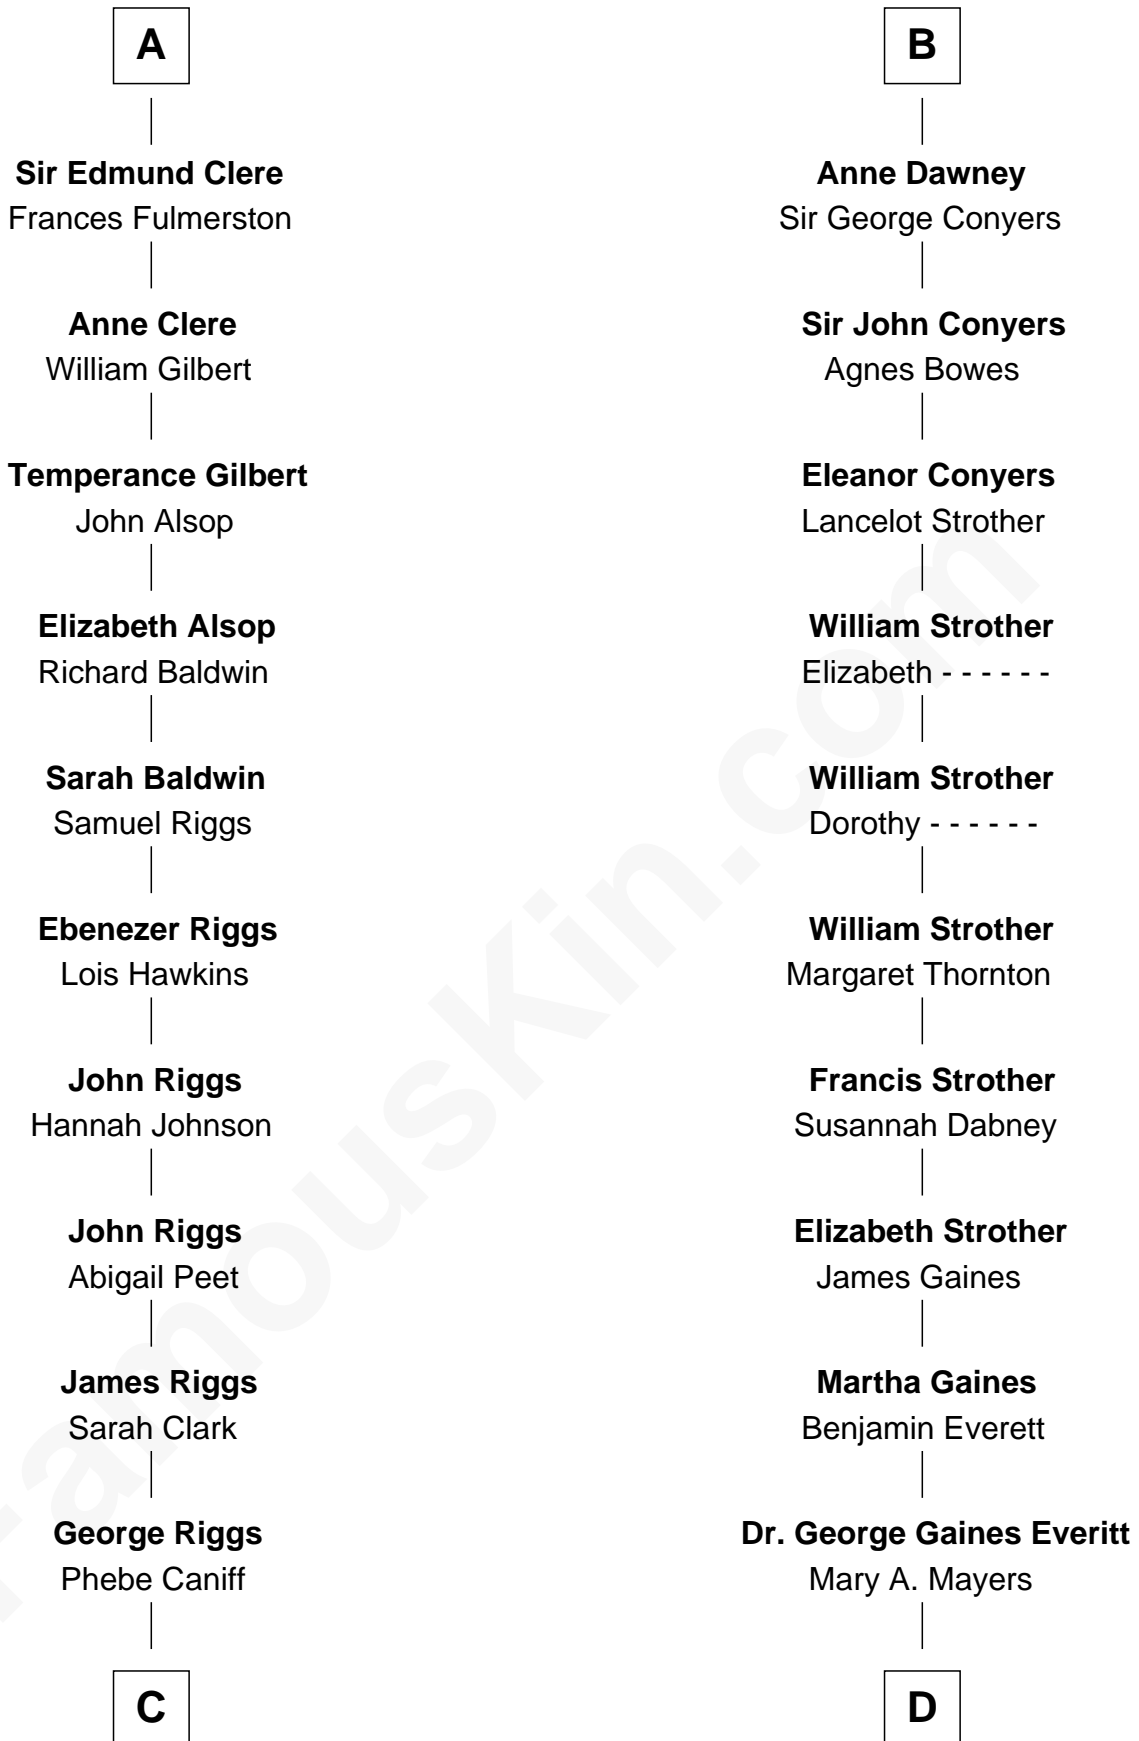 A
Sir Edmund Clere
Frances Fulmerston
Anne Clere
William Gilbert
Temperance Gilbert
John Alsop
Elizabeth Alsop
Richard Baldwin
Sarah Baldwin
Samuel Riggs
Ebenezer Riggs
Lois Hawkins
John Riggs
Hannah Johnson
John Riggs
Abigail Peet
James Riggs
Sarah Clark
George Riggs
Phebe Caniff
C
B
Anne Dawney
Sir George Conyers
Sir John Conyers
Agnes Bowes
Eleanor Conyers
Lancelot Strother
William Strother
Elizabeth - - - - - -
William Strother
Dorothy - - - - - -
William Strother
Margaret Thornton
Francis Strother
Susannah Dabney
Elizabeth Strother
James Gaines
Martha Gaines
Benjamin Everett
Dr. George Gaines Everitt
Mary A. Mayers
D
FamousKin.com